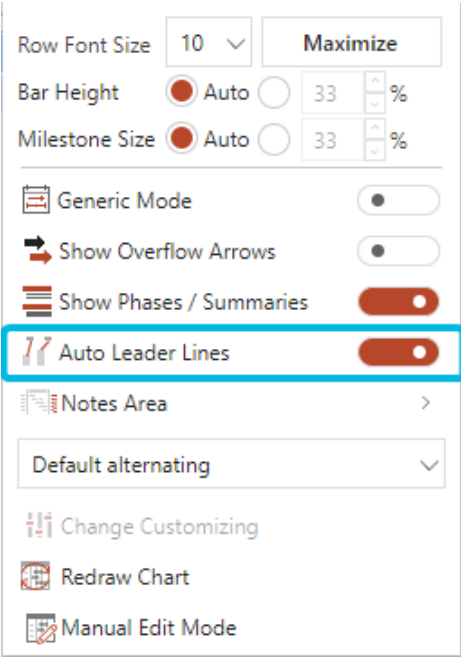 Row Font Size 10 Maximize
Bar Height Auto 33 %
Milestone Size Auto 33 %
Generic Mode
Show Overflow Arrows
Show Phases / Summaries
Auto Leader Lines
Notes Area
Default alternating
Change Customizing
Redraw Chart
Manual Edit Mode